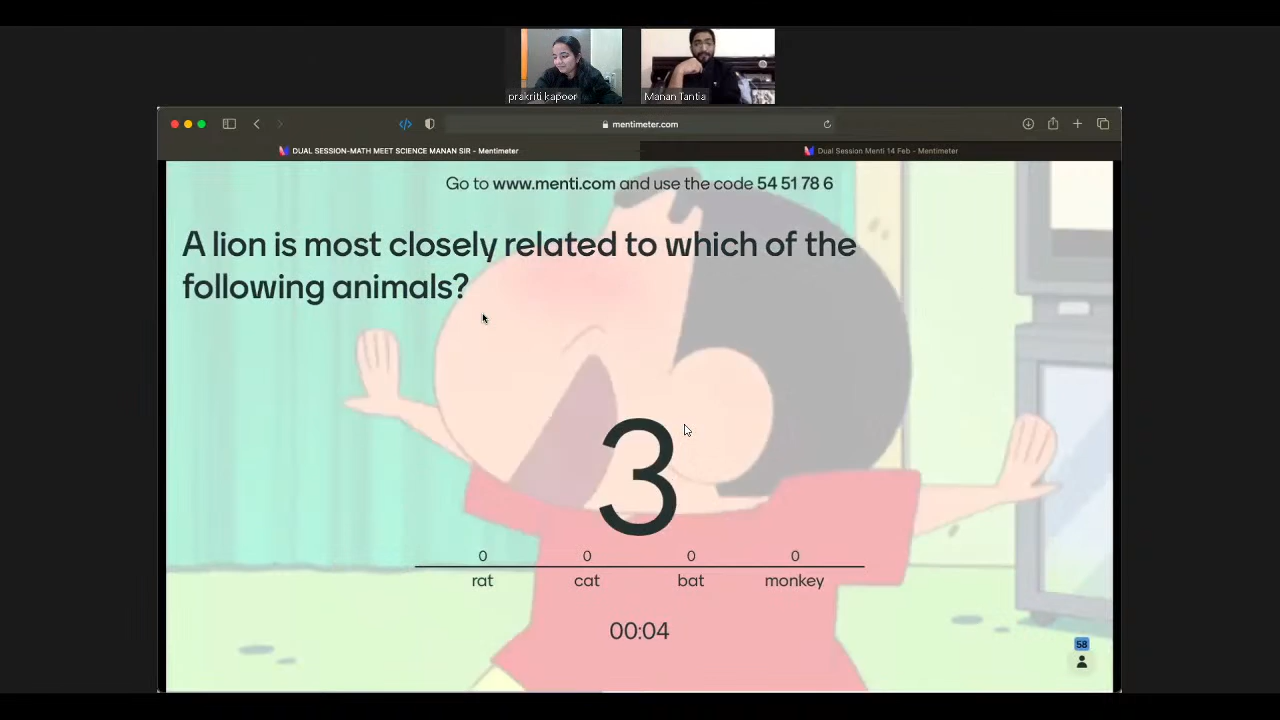 prakriti kapoor
Manan Tantia
mentimeter.com
DUAL SESSION-MATH MEET SCIENCE MANAN SIR - Mentimeter
Dual Session Menti 14 Feb - Mentimeter
Go to www.menti.com and use the code 54 51 78 6
A lion is most closely related to which of the
following animals?
3
0 0 0 0
rat cat bat monkey
00:04
58